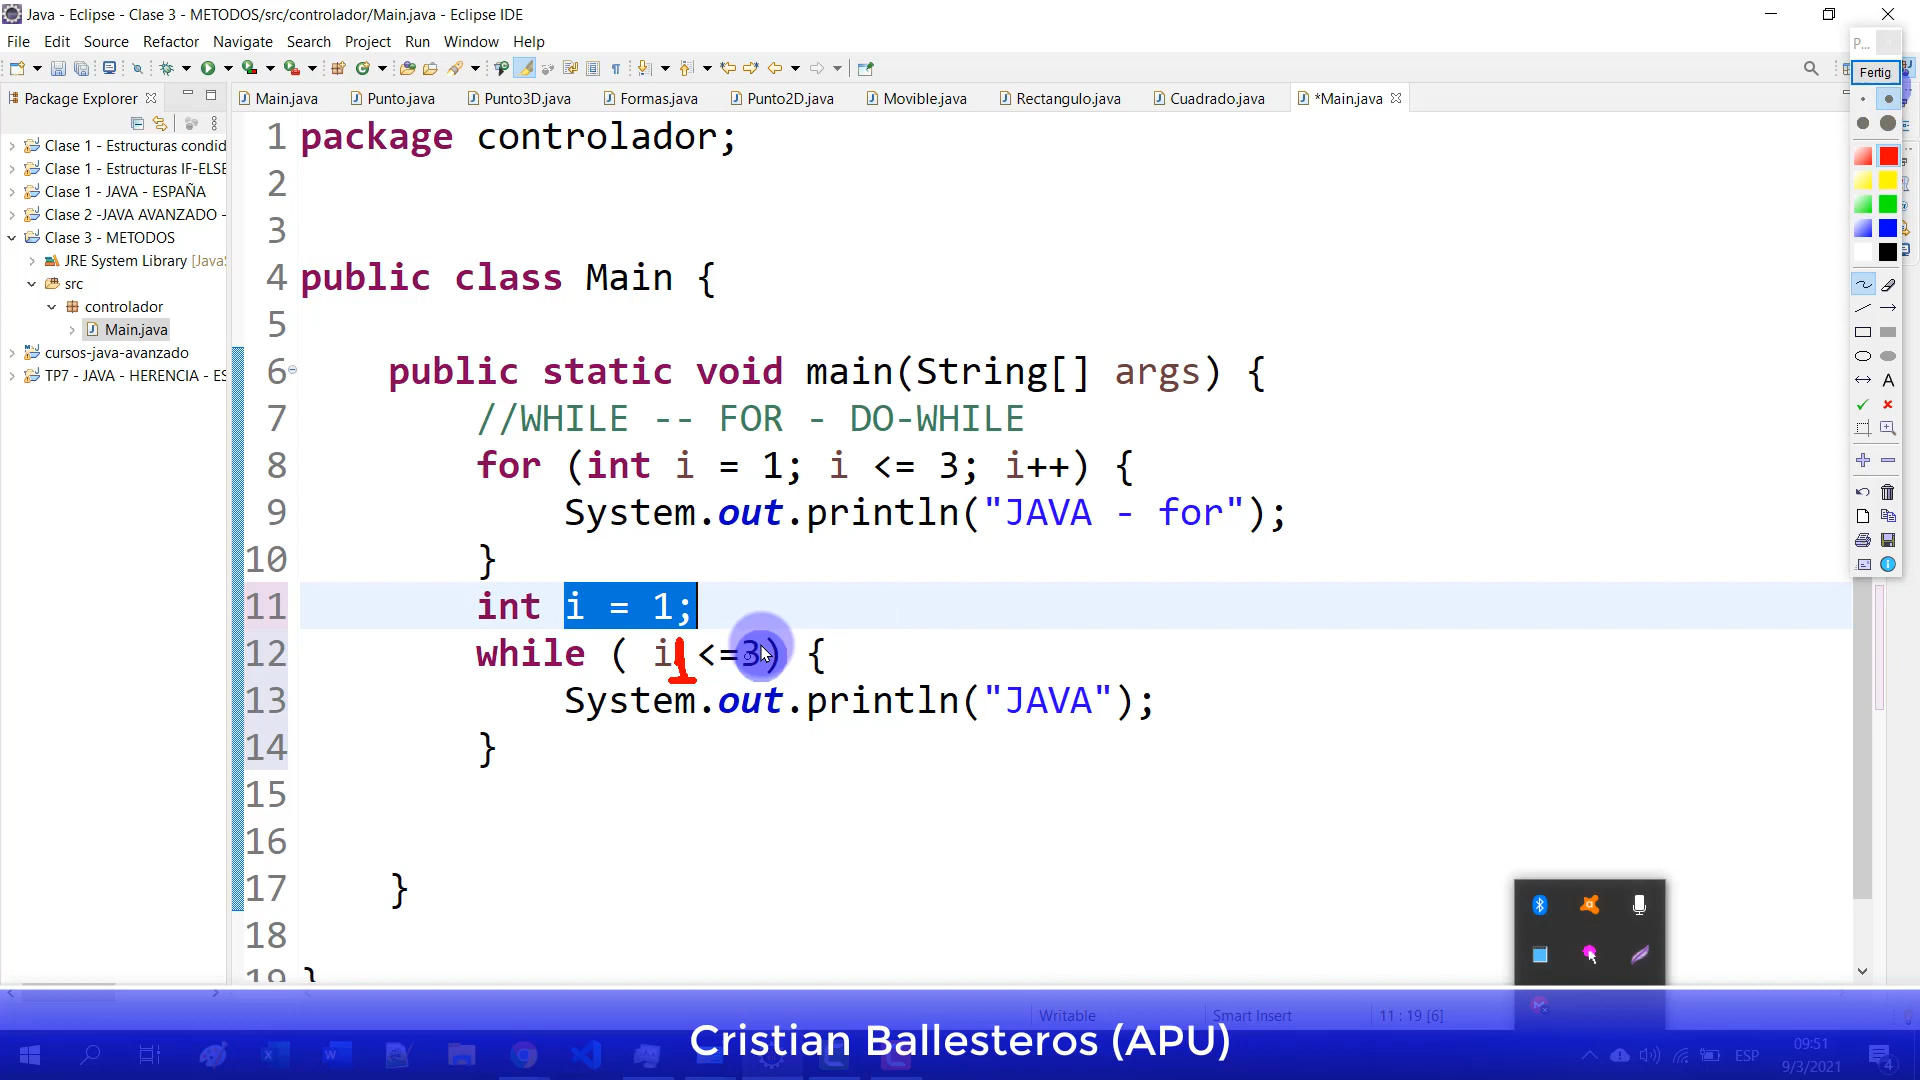 Java - Eclipse - Clase 3 - METODOS/src/controlador/Main.java - Eclipse IDE
File Edit Source Refactor Navigate Search Project Run Window Help
P...
Fertig
Package Explorer
Main.java Punto.java Punto3D.java Formas.java Punto2D.java Movible.java Rectangulo.java Cuadrado.java *Main.java
Clase 1 - Estructuras condid
Clase 1 - Estructuras IF-ELSE
Clase 1 - JAVA - ESPAÑA
Clase 2 -JAVA AVANZADO -
Clase 3 - METODOS
JRE System Library [Java
src
controlador
Main.java
cursos-java-avanzado
TP7 - JAVA - HERENCIA - ES
1 package controlador;
2
3
4 public class Main {
5
6 public static void main(String[] args) {
7 //WHILE -- FOR - DO-WHILE
8 for (int i = 1; i <= 3; i++) {
9 System.out.println("JAVA - for");
10 }
11 int i = 1;
12 while ( i <=3) {
13 System.out.println("JAVA");
14 }
15
16
17 }
18
19 }
Writable Smart Insert 11 : 19 [6]
Cristian Ballesteros (APU)
ESP
09:51
9/3/2021
4